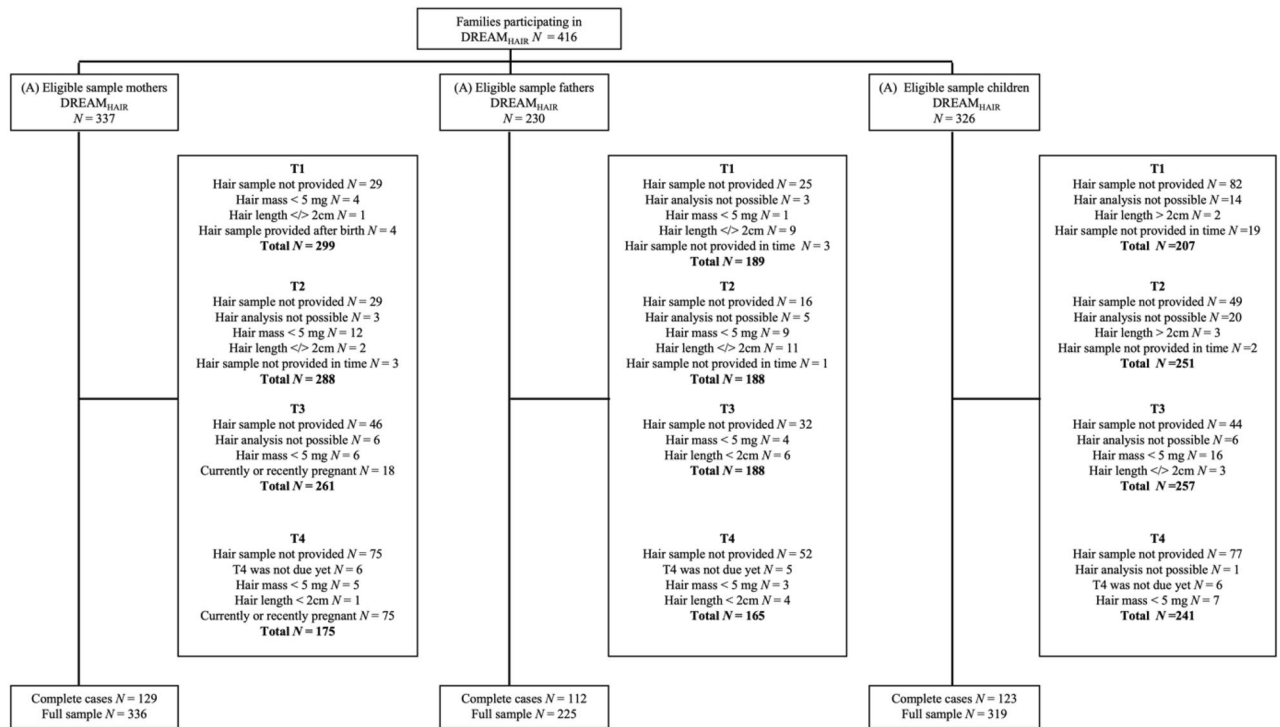 Families participating in
DREAMHAIR N = 416
(A) Eligible sample mothers
DREAMHAIR
N = 337
T1
Hair sample not provided N = 29
Hair mass < 5 mg N = 4
Hair length </> 2cm N = 1
Hair sample provided after birth N = 4
Total N = 299
T2
Hair sample not provided N = 29
Hair analysis not possible N = 3
Hair mass < 5 mg N = 12
Hair length </> 2cm N = 2
Hair sample not provided in time N = 3
Total N = 288
T3
Hair sample not provided N = 46
Hair analysis not possible N = 6
Hair mass < 5 mg N = 6
Currently or recently pregnant N = 18
Total N = 261
T4
Hair sample not provided N = 75
T4 was not due yet N = 6
Hair mass < 5 mg N = 5
Hair length < 2cm N = 1
Currently or recently pregnant N = 75
Total N = 175
Complete cases N = 129
Full sample N = 336
(A) Eligible sample fathers
DREAMHAIR
N = 230
T1
Hair sample not provided N = 25
Hair analysis not possible N = 3
Hair mass < 5 mg N = 1
Hair length </> 2cm N = 9
Hair sample not provided in time N = 3
Total N = 189
T2
Hair sample not provided N = 16
Hair analysis not possible N = 5
Hair mass < 5 mg N = 9
Hair length </> 2cm N = 11
Hair sample not provided in time N = 1
Total N = 188
T3
Hair sample not provided N = 32
Hair mass < 5 mg N = 4
Hair length < 2cm N = 6
Total N = 188
T4
Hair sample not provided N = 52
T4 was not due yet N = 5
Hair mass < 5 mg N = 3
Hair length < 2cm N = 4
Total N = 165
Complete cases N = 112
Full sample N = 225
(A) Eligible sample children
DREAMHAIR
N = 326
T1
Hair sample not provided N = 82
Hair analysis not possible N =14
Hair length > 2cm N = 2
Hair sample not provided in time N =19
Total N =207
T2
Hair sample not provided N = 49
Hair analysis not possible N =20
Hair length > 2cm N = 3
Hair sample not provided in time N =2
Total N =251
T3
Hair sample not provided N = 44
Hair analysis not possible N =6
Hair mass < 5 mg N = 16
Hair length </> 2cm N = 3
Total N =257
T4
Hair sample not provided N = 77
Hair analysis not possible N = 1
T4 was not due yet N = 6
Hair mass < 5 mg N = 7
Total N =241
Complete cases N = 123
Full sample N = 319